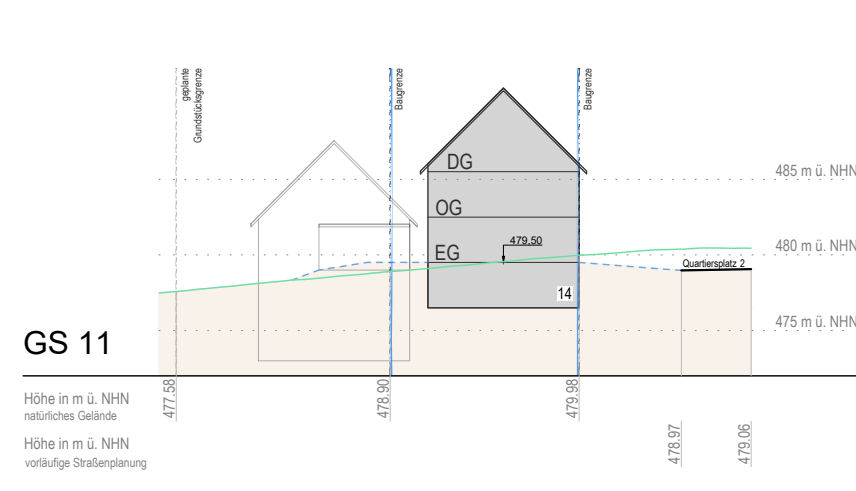 geplante
Grundstücksgrenze
Baugrenze
Baugrenze
DG
485 m ü. NHN
OG
479.50
480 m ü. NHN
EG
Quartiersplatz 2
14
475 m ü. NHN
GS 11
Höhe in m ü. NHN
natürliches Gelände
477.58
478.90
479.98
Höhe in m ü. NHN
vorläufige Straßenplanung
478.97
479.06